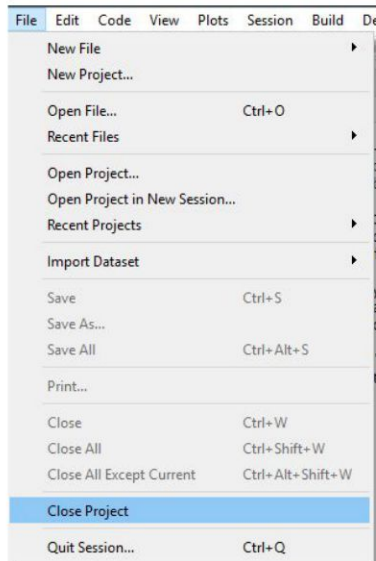 File Edit Code View Plots Session Build
New File
New Project...
Open File... Ctrl+O
Recent Files
Open Project...
Open Project in New Session...
Recent Projects
Import Dataset
Save Ctrl+S
Save As...
Save All Ctrl+Alt+S
Print...
Close Ctrl+W
Close All Ctrl+Shift+W
Close All Except Current Ctrl+Alt+Shift+W
Close Project
Quit Session... Ctrl+Q